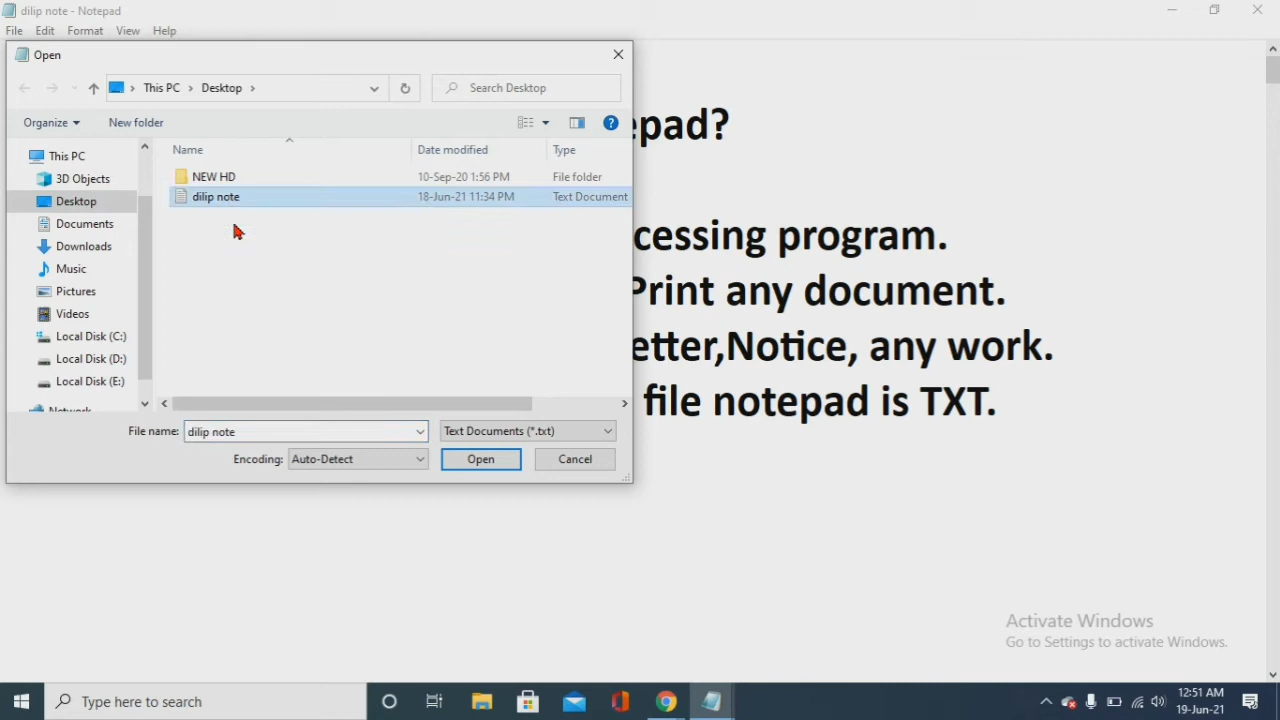 dilip note - Notepad
File Edit Format View Help
Open
This PC > Desktop >
Search Desktop
Organize
New folder
Name
Date modified
Type
This PC
3D Objects
Desktop
Documents
Downloads
Music
Pictures
Videos
Local Disk (C:)
Local Disk (D:)
Local Disk (E:)
Network
NEW HD 10-Sep-20 1:56 PM File folder
dilip note 18-Jun-21 11:34 PM Text Document
File name: dilip note Text Documents (*.txt)
Encoding: Auto-Detect Open Cancel
epad?
cessing program.
Print any document.
etter,Notice, any work.
file notepad is TXT.
Activate Windows
Go to Settings to activate Windows.
Type here to search
12:51 AM
19-Jun-21